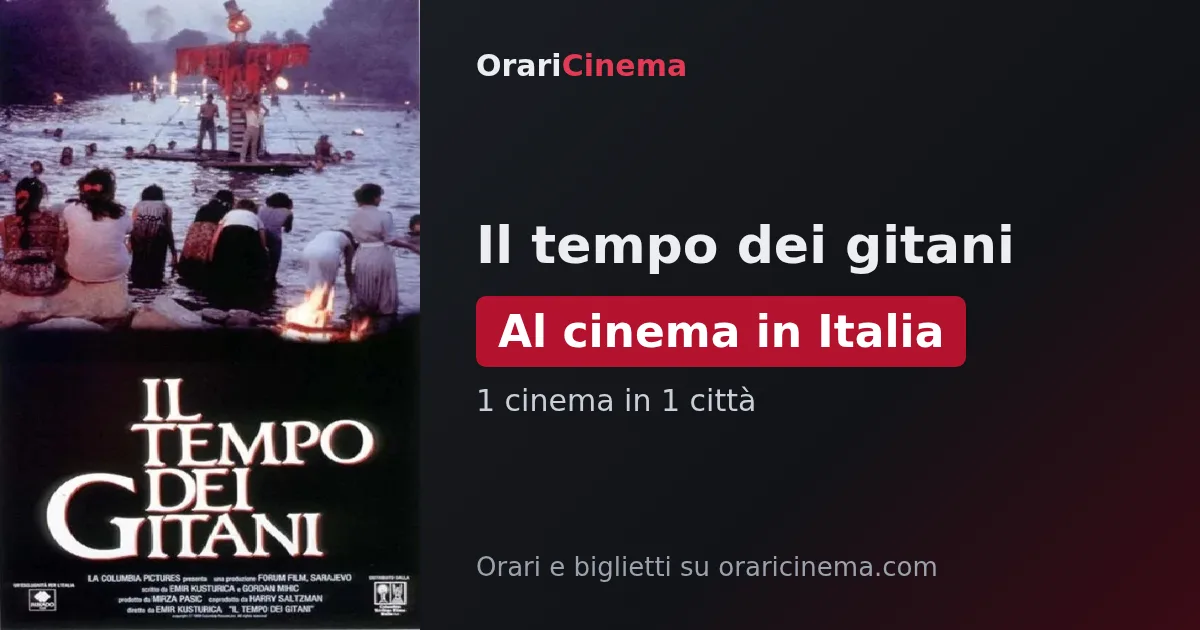 OrariCinema
Il tempo dei gitani
Al cinema in Italia
1 cinema in 1 città
Orari e biglietti su oraricinema.com
IL
TEMPO
DEI
GITANI
LA COLUMBIA PICTURES presenta una produzione FORUM FILM, SARAJEVO
scritto da EMIR KUSTURICA e GORDAN MIHIC
prodotto da MIRZA PASIC coprodotto da HARRY SALTZMAN
diretto da EMIR KUSTURICA "IL TEMPO DEI GITANI"